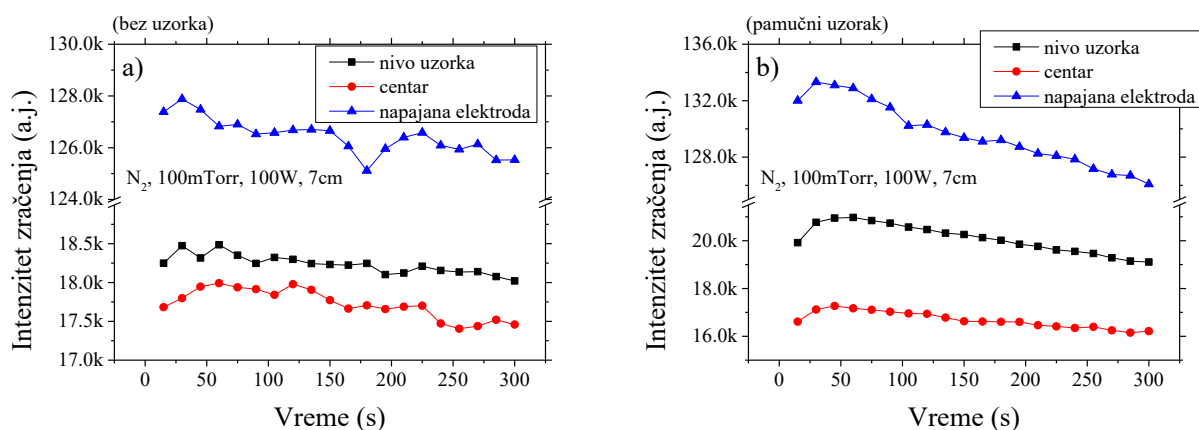 (bez uzorka)
a)
nivo uzorka
centar
napajana elektroda
130.0k
128.0k
126.0k
124.0k
18.5k
18.0k
17.5k
17.0k
N₂, 100mTorr, 100W, 7cm
Intenzitet zračenja (a.j.)
0 50 100 150 200 250 300
Vreme (s)
(pamučni uzorak)
b)
nivo uzorka
centar
napajana elektroda
136.0k
132.0k
128.0k
20.0k
18.0k
16.0k
N₂, 100mTorr, 100W, 7cm
Intenzitet zračenja (a.j.)
0 50 100 150 200 250 300
Vreme (s)